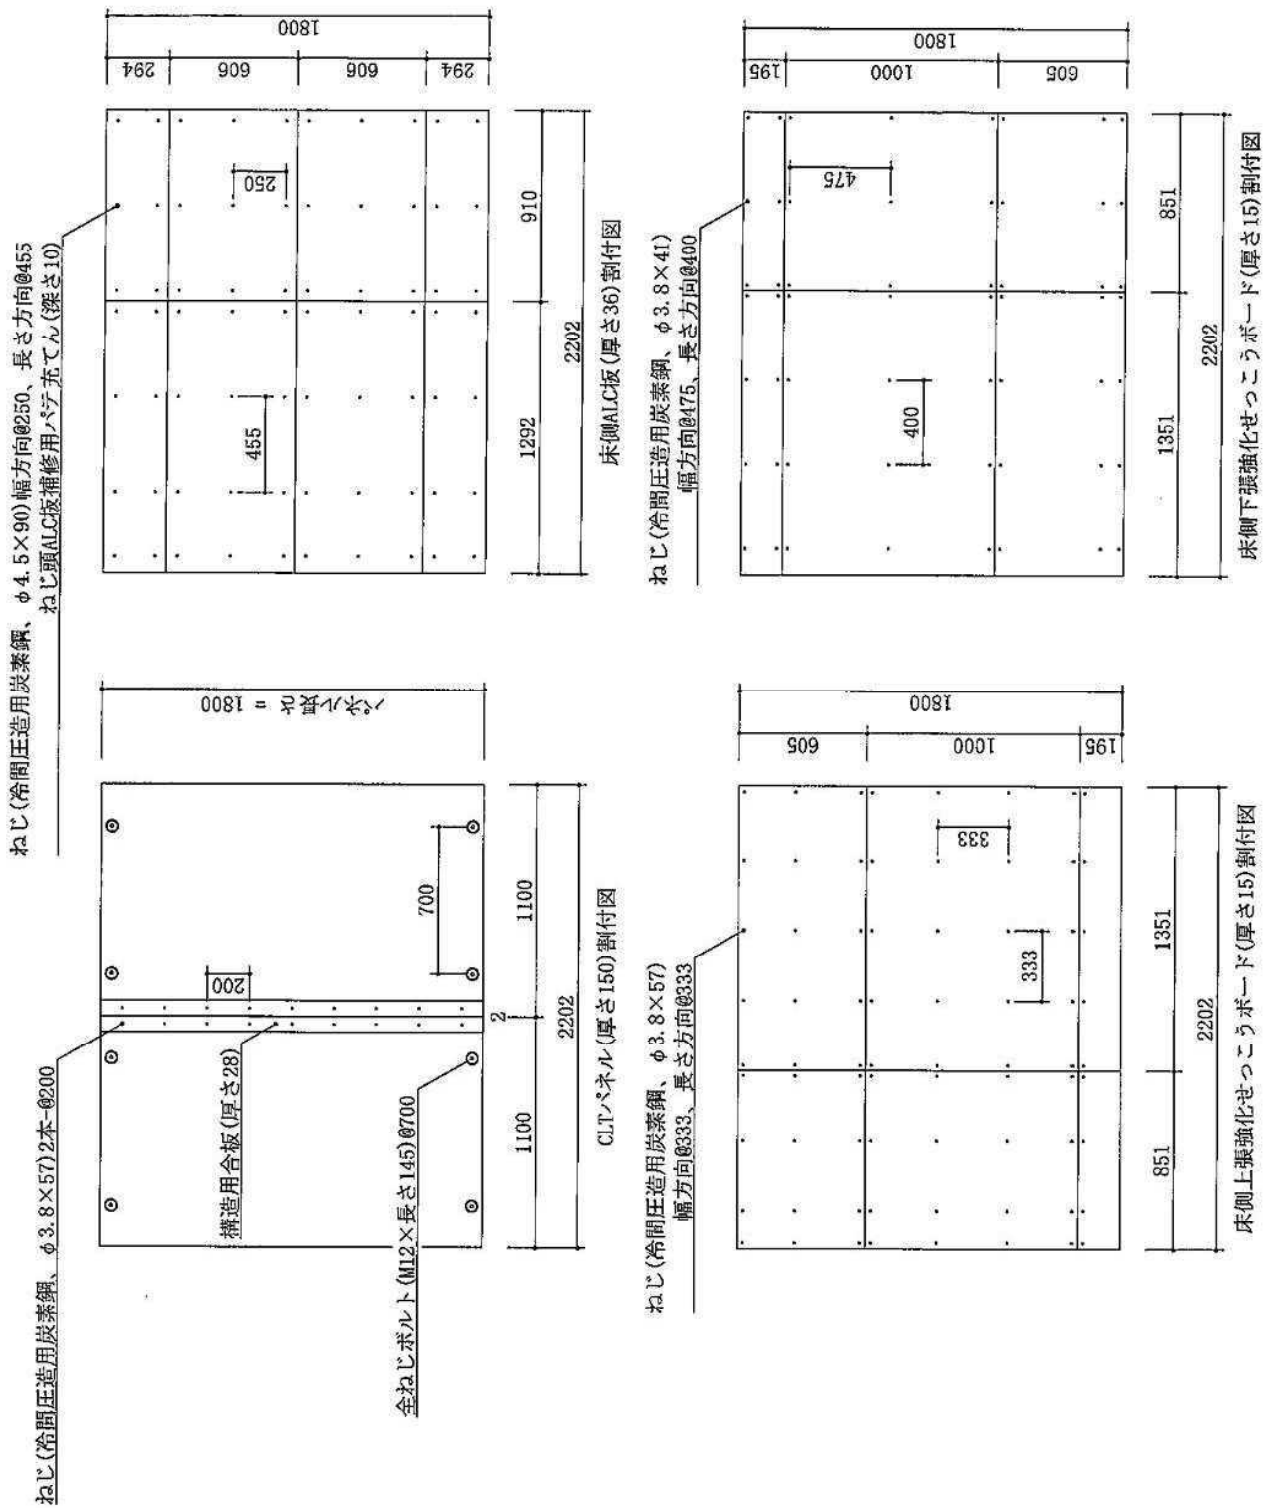 ねじ(冷間圧造用炭素鋼、φ3.8×57)2本-@200
構造用合板(厚さ28)
全ねじボルト(M12×長さ145)@700
200
700
2
1100
1100
2202
パネル長さ = 1800
CLTパネル(厚さ150)割付図
ねじ(冷間圧造用炭素鋼、φ4.5×90)幅方向@250、長さ方向@455
ねじ頭ALC板補修用パテ充てん(深さ10)
294
606
606
294
1800
250
455
1292
910
2202
床側ALC板(厚さ36)割付図
ねじ(冷間圧造用炭素鋼、φ3.8×57)
幅方向@333、長さ方向@333
605
1000
195
1800
333
333
851
1351
2202
床側上張強化せっこうボード(厚さ15)割付図
ねじ(冷間圧造用炭素鋼、φ3.8×41)
幅方向@475、長さ方向@400
195
1000
605
1800
475
400
1351
851
2202
床側下張強化せっこうボード(厚さ15)割付図